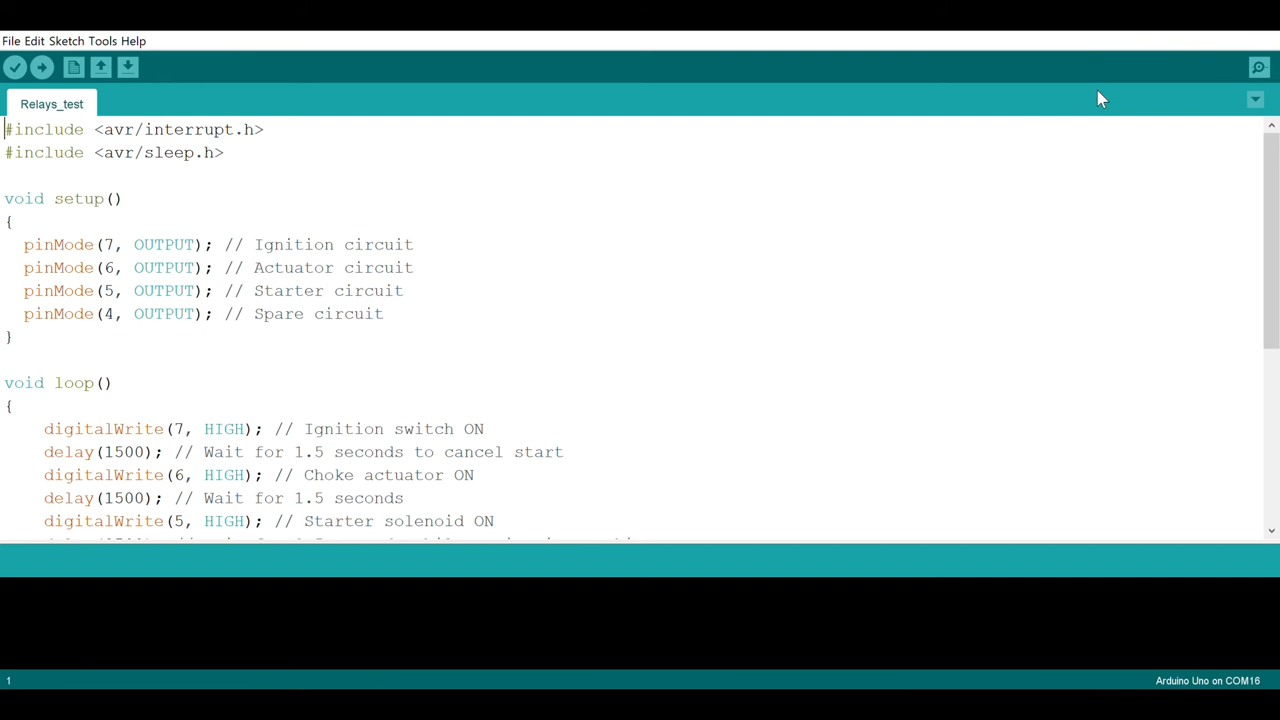 File Edit Sketch Tools Help
Relays_test
#include <avr/interrupt.h>
#include <avr/sleep.h>
void setup()
{
pinMode(7, OUTPUT); // Ignition circuit
pinMode(6, OUTPUT); // Actuator circuit
pinMode(5, OUTPUT); // Starter circuit
pinMode(4, OUTPUT); // Spare circuit
}
void loop()
{
digitalWrite(7, HIGH); // Ignition switch ON
delay(1500); // Wait for 1.5 seconds to cancel start
digitalWrite(6, HIGH); // Choke actuator ON
delay(1500); // Wait for 1.5 seconds
digitalWrite(5, HIGH); // Starter solenoid ON
1
Arduino Uno on COM16